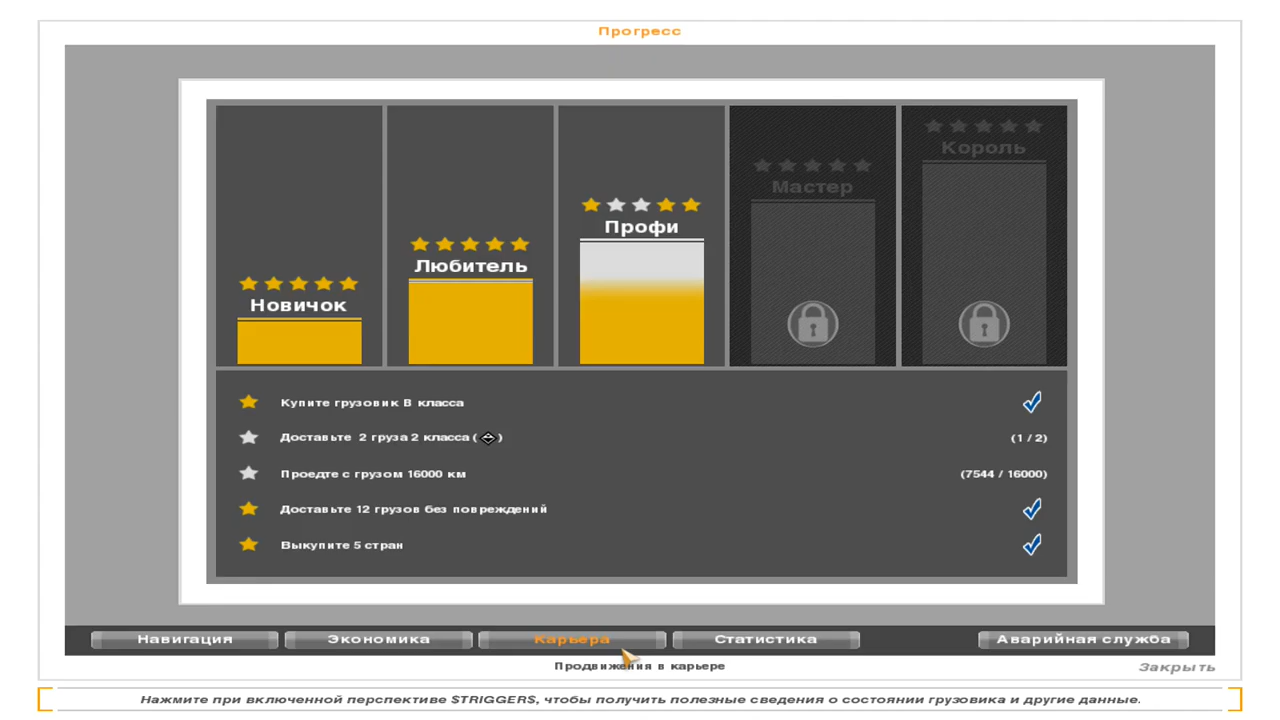 Прогресс
Король
Мастер
Профи
Любитель
Новичок
Купите грузовик B класса
Доставьте 2 груза 2 класса ( ) (1 / 2)
Проедте с грузом 16000 км (7544 / 16000)
Доставьте 12 грузов без повреждений
Выкупите 5 стран
Навигация Экономика Карьера Статистика Аварийная служба
Продвижения в карьере Закрыть
Нажмите при включенной перспективе $TRIGGER$, чтобы получить полезные сведения о состоянии грузовика и другие данные.